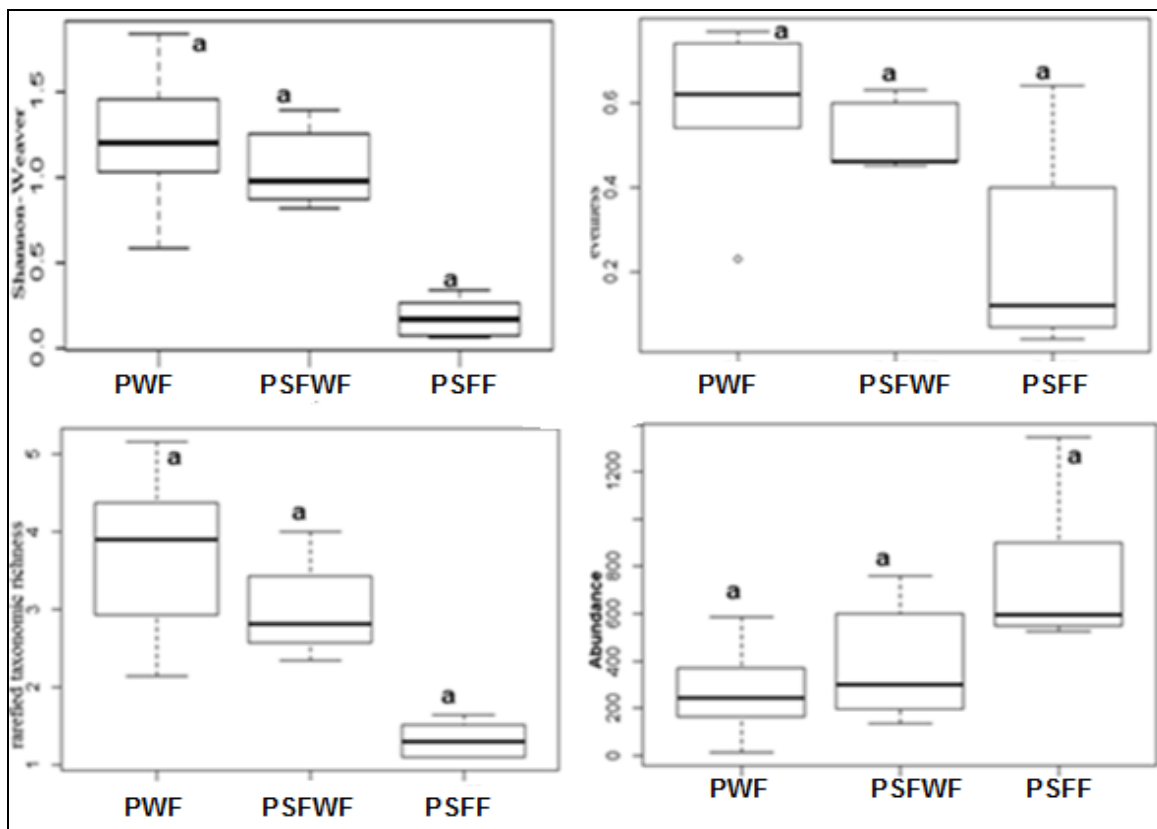 Shannon-Weaver
0.0 0.5 1.0 1.5
a a a
PWF PSFWF PSFF
evenness
0.2 0.4 0.6
a a a
PWF PSFWF PSFF
rarefied taxonomic richness
1 2 3 4 5
a a a
PWF PSFWF PSFF
Abundance
0 200 400 600 800 1200
a a a
PWF PSFWF PSFF